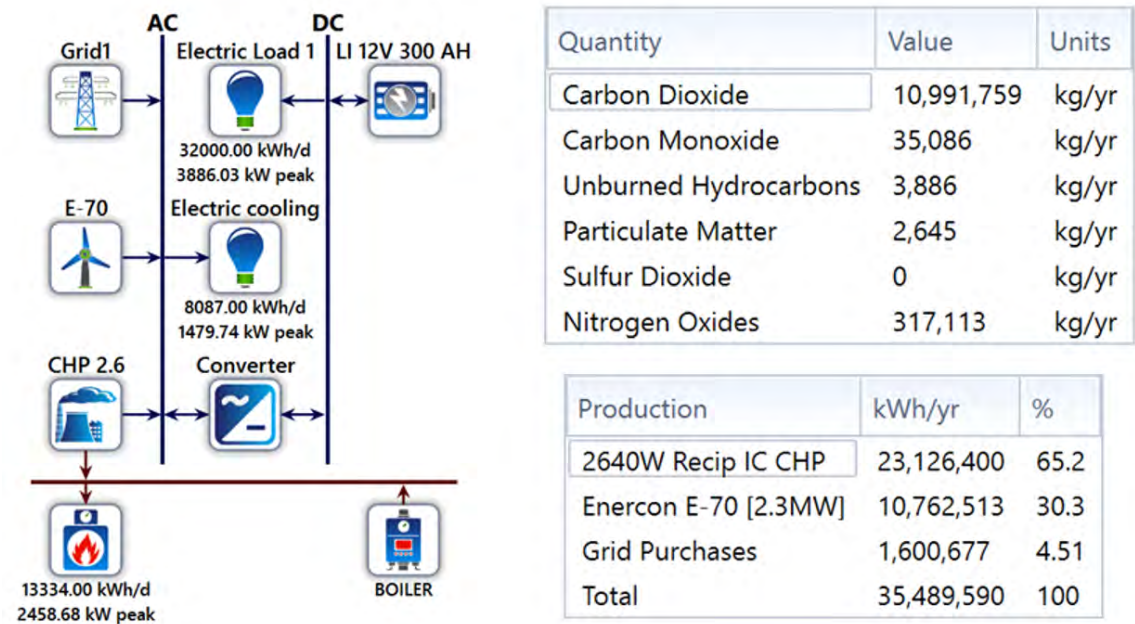 AC DC
Grid1 Electric Load 1 LI 12V 300 AH
32000.00 kWh/d
3886.03 kW peak
E-70 Electric cooling
8087.00 kWh/d
1479.74 kW peak
CHP 2.6 Converter
13334.00 kWh/d
2458.68 kW peak
BOILER
Quantity Value Units
Carbon Dioxide 10,991,759 kg/yr
Carbon Monoxide 35,086 kg/yr
Unburned Hydrocarbons 3,886 kg/yr
Particulate Matter 2,645 kg/yr
Sulfur Dioxide 0 kg/yr
Nitrogen Oxides 317,113 kg/yr
Production kWh/yr %
2640W Recip IC CHP 23,126,400 65.2
Enercon E-70 [2.3MW] 10,762,513 30.3
Grid Purchases 1,600,677 4.51
Total 35,489,590 100